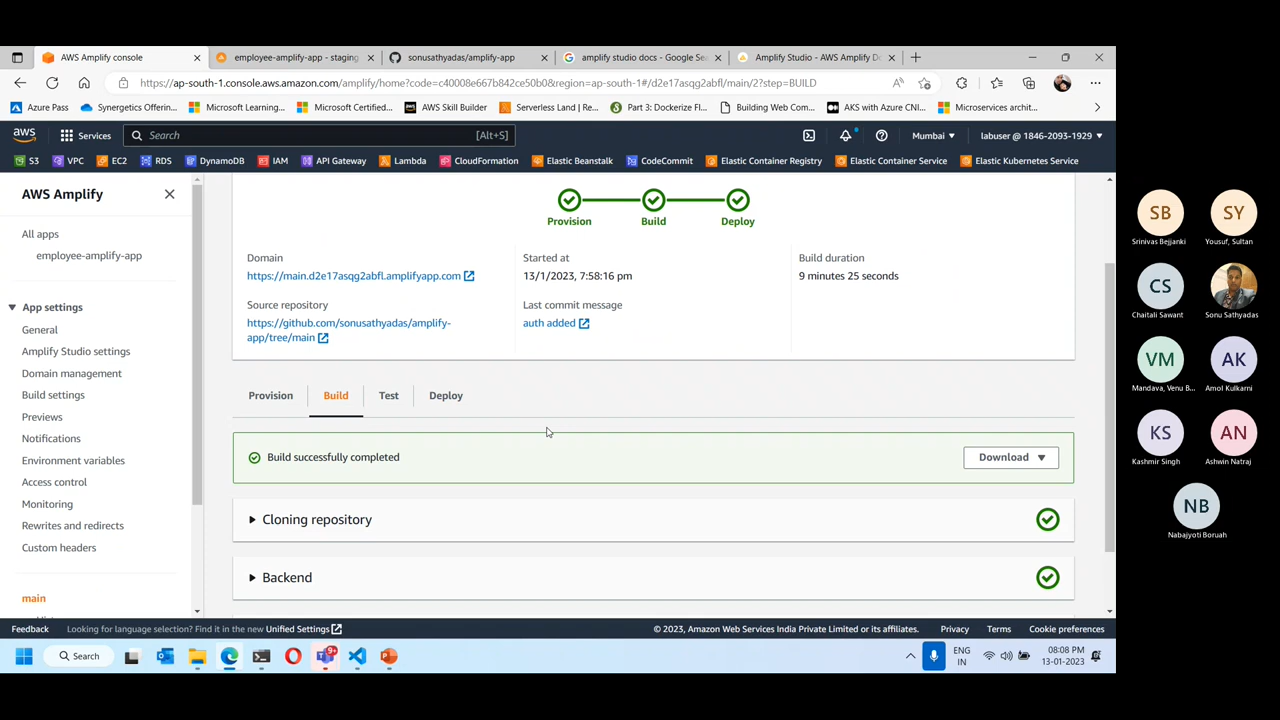 AWS Amplify console
employee-amplify-app - staging
sonusathyadas/amplify-app
amplify studio docs - Google Se
Amplify Studio - AWS Amplify D
https://ap-south-1.console.aws.amazon.com/amplify/home?code=c40008e667b842ce50b0&region=ap-south-1#/d2e17asqg2abfl/main/2?step=BUILD
Azure Pass
Synergetics Offering...
Microsoft Learning...
Microsoft Certified...
AWS Skill Builder
Serverless Land | Re...
Part 3: Dockerize Fl...
Building Web Com...
AKS with Azure CNI...
Microservices archit...
aws
Services
Search
[Alt+S]
Mumbai
labuser @ 1846-2093-1929
S3
VPC
EC2
RDS
DynamoDB
IAM
API Gateway
Lambda
CloudFormation
Elastic Beanstalk
CodeCommit
Elastic Container Registry
Elastic Container Service
Elastic Kubernetes Service
AWS Amplify
All apps
employee-amplify-app
App settings
General
Amplify Studio settings
Domain management
Build settings
Previews
Notifications
Environment variables
Access control
Monitoring
Rewrites and redirects
Custom headers
main
Provision
Build
Deploy
Domain
https://main.d2e17asqg2abfl.amplifyapp.com
Started at
13/1/2023, 7:58:16 pm
Build duration
9 minutes 25 seconds
Source repository
https://github.com/sonusathyadas/amplify-
app/tree/main
Last commit message
auth added
Provision
Build
Test
Deploy
Build successfully completed
Download
Cloning repository
Backend
Feedback
Looking for language selection? Find it in the new Unified Settings
© 2023, Amazon Web Services India Private Limited or its affiliates.
Privacy
Terms
Cookie preferences
Search
9+
ENG
IN
08:08 PM
13-01-2023
SB
Srinivas Bejjanki
SY
Yousuf, Sultan
CS
Chaitali Sawant
Sonu Sathyadas
VM
Mandava, Venu B...
AK
Amol Kulkarni
KS
Kashmir Singh
AN
Ashwin Natraj
NB
Nabajyoti Boruah